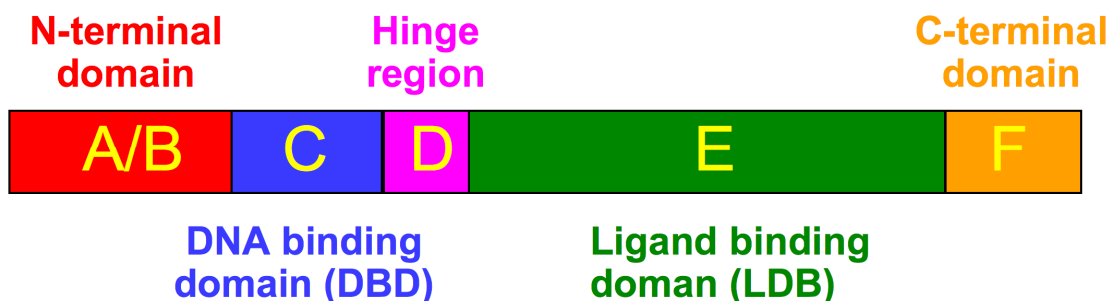 N-terminal
domain
Hinge
region
C-terminal
domain
A/B
C
D
E
F
DNA binding
domain (DBD)
Ligand binding
doman (LDB)